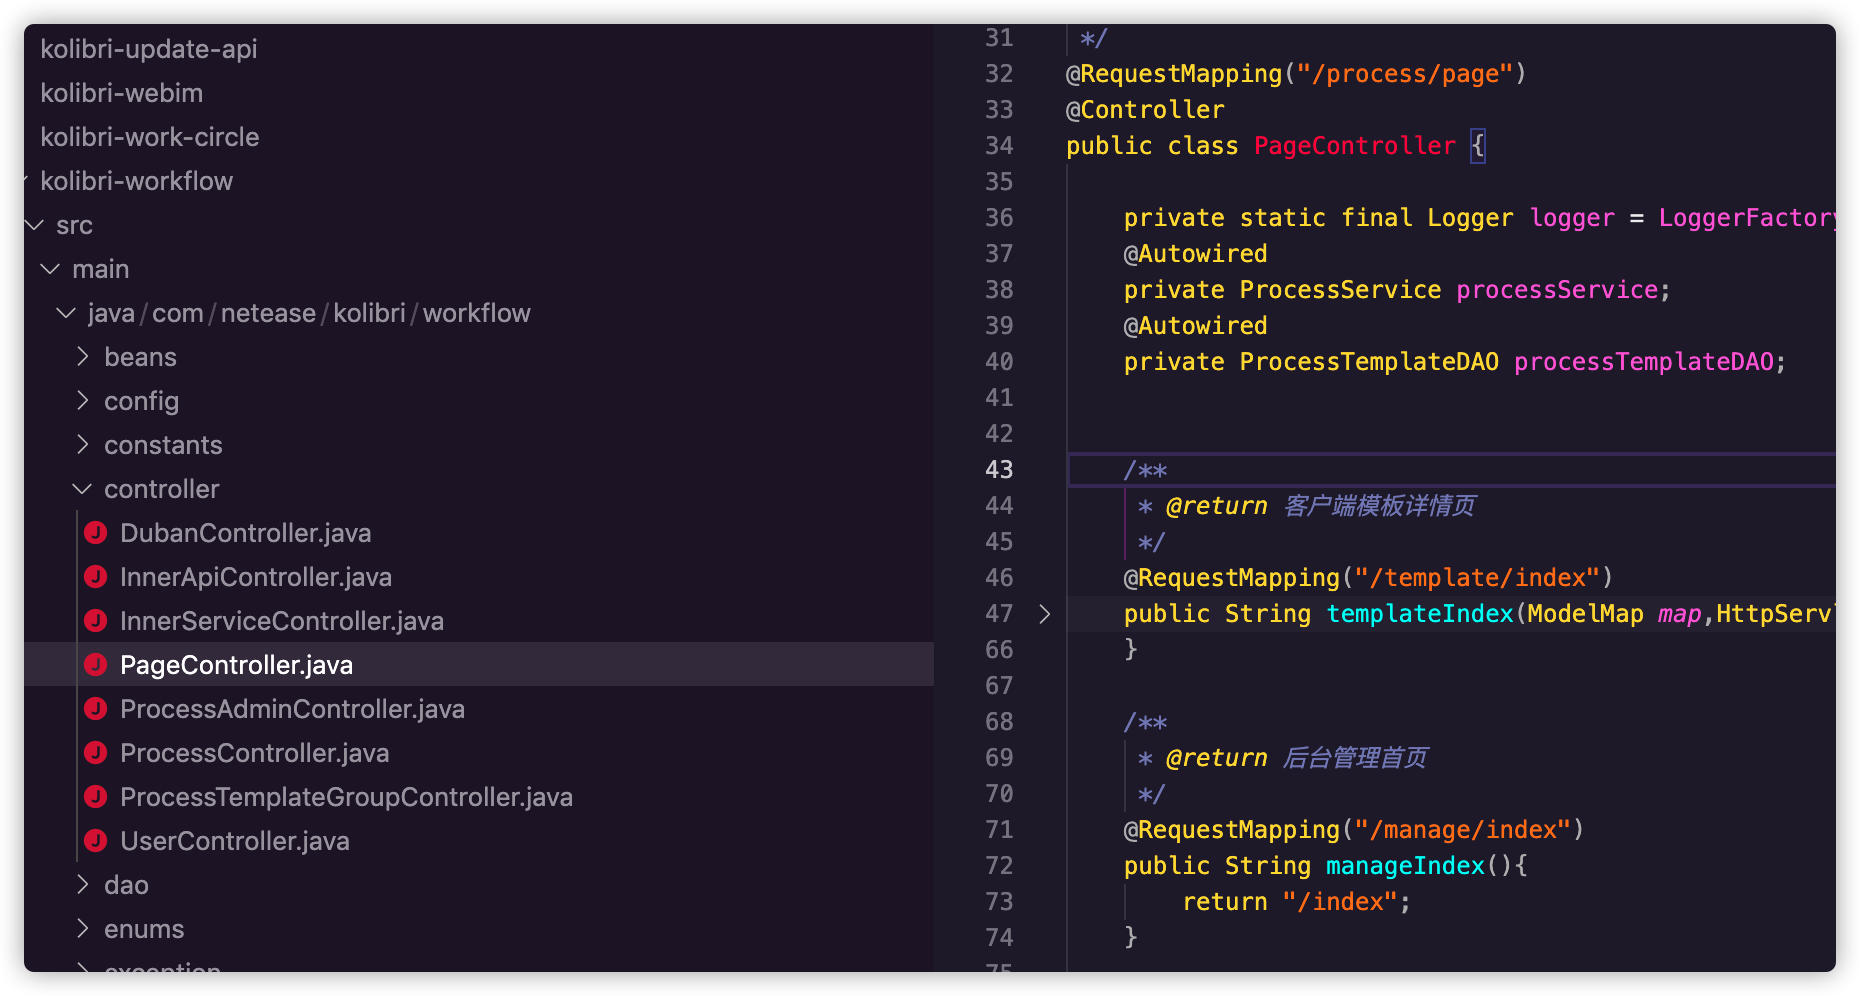 kolibri-update-api
kolibri-webim
kolibri-work-circle
kolibri-workflow
src
main
java/com/netease/kolibri/workflow
beans
config
constants
controller
DubanController.java
InnerApiController.java
InnerServiceController.java
PageController.java
ProcessAdminController.java
ProcessController.java
ProcessTemplateGroupController.java
UserController.java
dao
enums
exception
31 */
32 @RequestMapping("/process/page")
33 @Controller
34 public class PageController {
35
36 private static final Logger logger = LoggerFactory
37 @Autowired
38 private ProcessService processService;
39 @Autowired
40 private ProcessTemplateDAO processTemplateDAO;
41
42
43 /**
44 * @return 客户端模板详情页
45 */
46 @RequestMapping("/template/index")
47 public String templateIndex(ModelMap map,HttpServl
66 }
67
68 /**
69 * @return 后台管理首页
70 */
71 @RequestMapping("/manage/index")
72 public String manageIndex(){
73 return "/index";
74 }
75